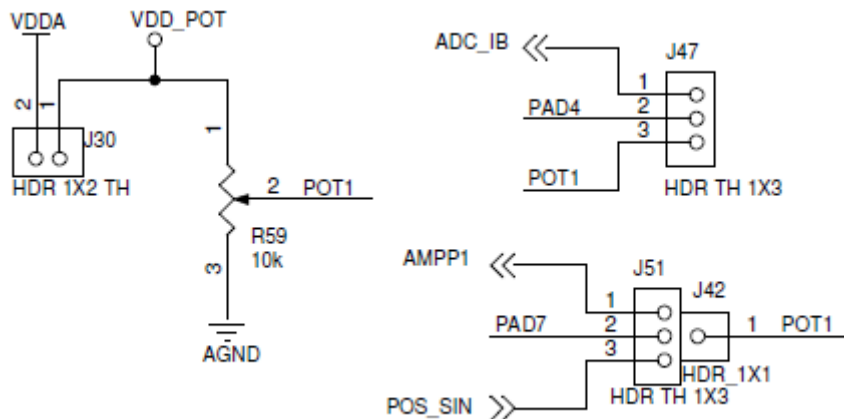 VDDA
VDD_POT
2
1
J30
HDR 1X2 TH
1
2
POT1
R59
10k
3
AGND
ADC_IB
J47
1
PAD4
2
3
POT1
HDR TH 1X3
AMPP1
J51
J42
1
PAD7
2
1
POT1
3
HDR_1X1
HDR TH 1X3
POS_SIN